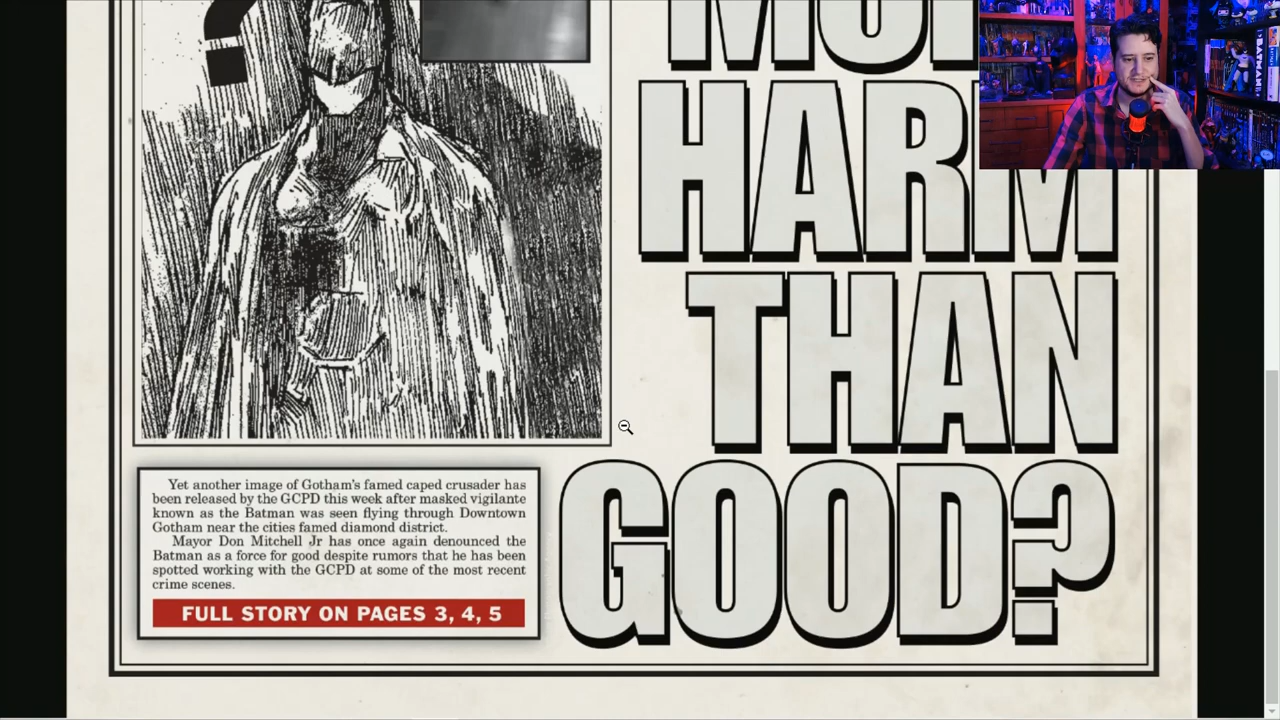 HARM
THAN
GOOD?
Yet another image of Gotham's famed caped crusader has
been released by the GCPD this week after masked vigilante
known as the Batman was seen flying through Downtown
Gotham near the cities famed diamond district.
Mayor Don Mitchell Jr has once again denounced the
Batman as a force for good despite rumors that he has been
spotted working with the GCPD at some of the most recent
crime scenes.
FULL STORY ON PAGES 3, 4, 5